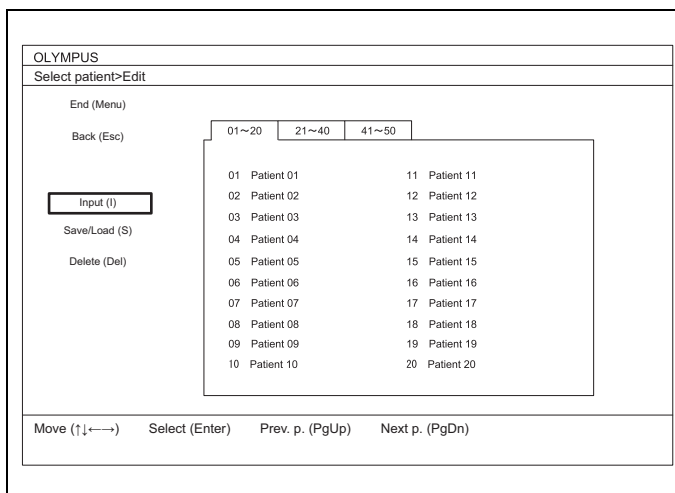 OLYMPUS
Select patient>Edit
End (Menu)
Back (Esc)
Input (I)
Save/Load (S)
Delete (Del)
01～20 21～40 41～50
01 Patient 01 11 Patient 11
02 Patient 02 12 Patient 12
03 Patient 03 13 Patient 13
04 Patient 04 14 Patient 14
05 Patient 05 15 Patient 15
06 Patient 06 16 Patient 16
07 Patient 07 17 Patient 17
08 Patient 08 18 Patient 18
09 Patient 09 19 Patient 19
10 Patient 10 20 Patient 20
Move (↑↓←→) Select (Enter) Prev. p. (PgUp) Next p. (PgDn)